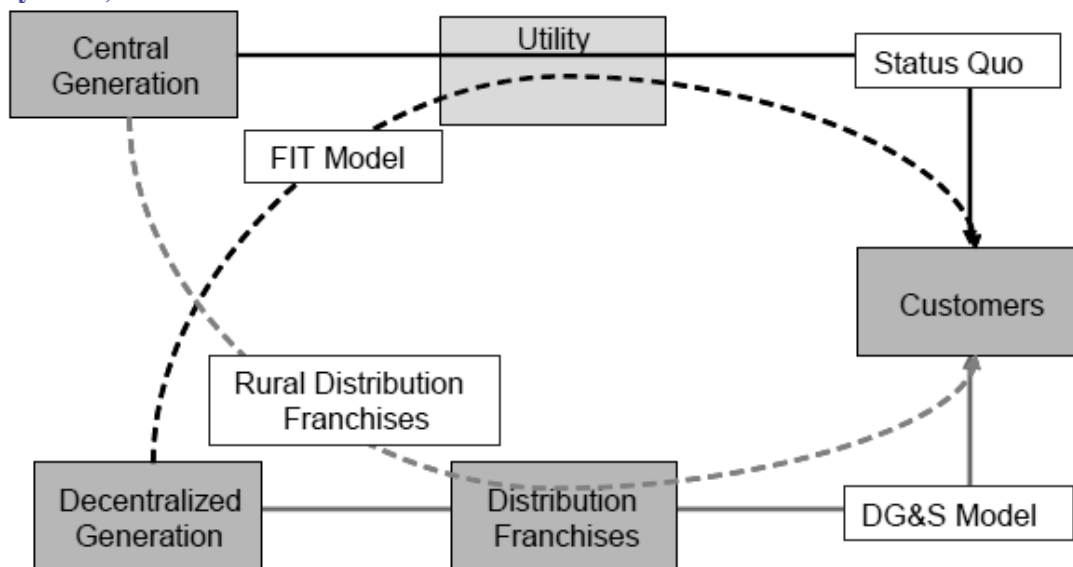 Central
Generation
Utility
Status Quo
FIT Model
Customers
Rural Distribution
Franchises
Decentralized
Generation
Distribution
Franchises
DG&S Model